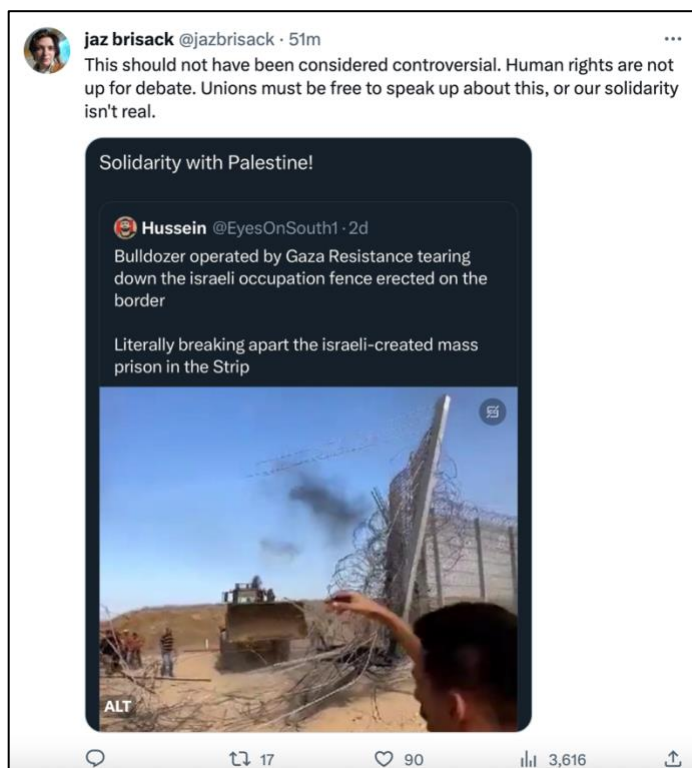 jaz brisack @jazbrisack · 51m
This should not have been considered controversial. Human rights are not
up for debate. Unions must be free to speak up about this, or our solidarity
isn't real.
Solidarity with Palestine!
Hussein @EyesOnSouth1 · 2d
Bulldozer operated by Gaza Resistance tearing
down the israeli occupation fence erected on the
border
Literally breaking apart the israeli-created mass
prison in the Strip
ALT
17 90 3,616